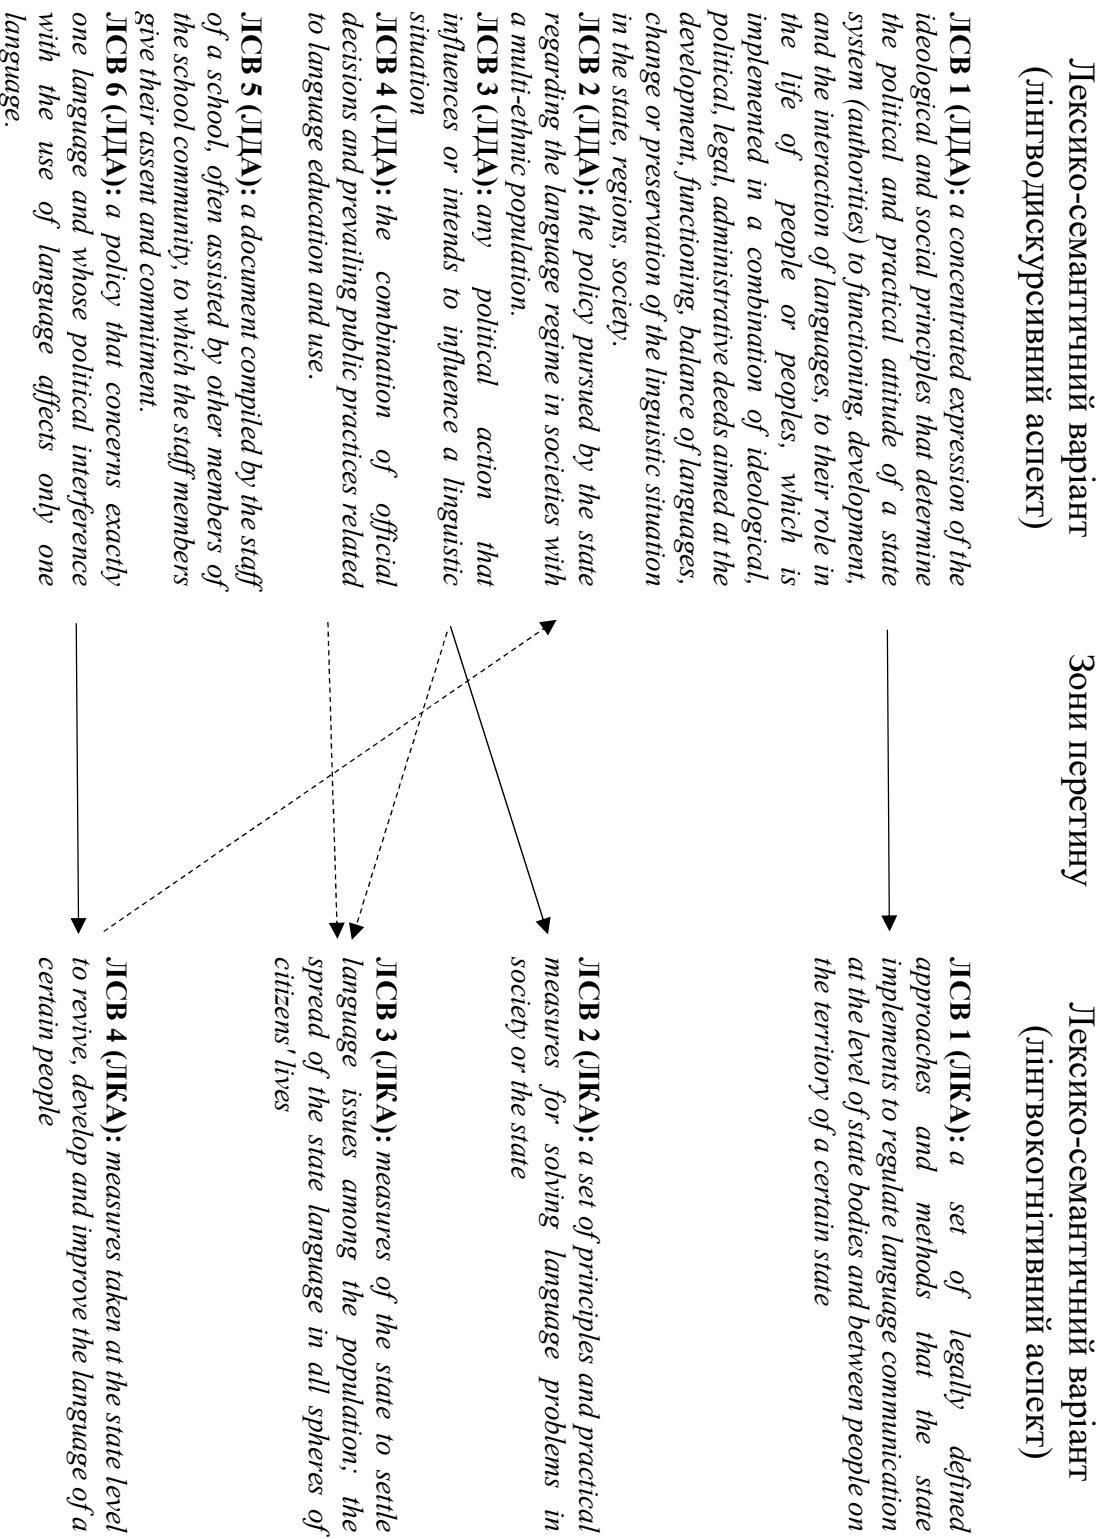 Лексико-семантичний варіант
(лінгводискурсивний аспект)
Зони перетину
Лексико-семантичний варіант
(лінгвокогнітивний аспект)
ЛСВ 1 (ЛДА): a concentrated expression of the
ideological and social principles that determine
the political and practical attitude of a state
system (authorities) to functioning, development,
and the interaction of languages, to their role in
the life of people or peoples, which is
implemented in a combination of ideological,
political, legal, administrative deeds aimed at the
development, functioning, balance of languages,
change or preservation of the linguistic situation
in the state, regions, society.
ЛСВ 2 (ЛДА): the policy pursued by the state
regarding the language regime in societies with
a multi-ethnic population.
ЛСВ 3 (ЛДА): any political action that
influences or intends to influence a linguistic
situation
ЛСВ 4 (ЛДА): the combination of official
decisions and prevailing public practices related
to language education and use.
ЛСВ 5 (ЛДА): a document compiled by the staff
of a school, often assisted by other members of
the school community, to which the staff members
give their assent and commitment.
ЛСВ 6 (ЛДА): a policy that concerns exactly
one language and whose political interference
with the use of language affects only one
language.
ЛСВ 1 (ЛКА): a set of legally defined
approaches and methods that the state
implements to regulate language communication
at the level of state bodies and between people on
the territory of a certain state
ЛСВ 2 (ЛКА): a set of principles and practical
measures for solving language problems in
society or the state
ЛСВ 3 (ЛКА): measures of the state to settle
language issues among the population; the
spread of the state language in all spheres of
citizens' lives
ЛСВ 4 (ЛКА): measures taken at the state level
to revive, develop and improve the language of a
certain people